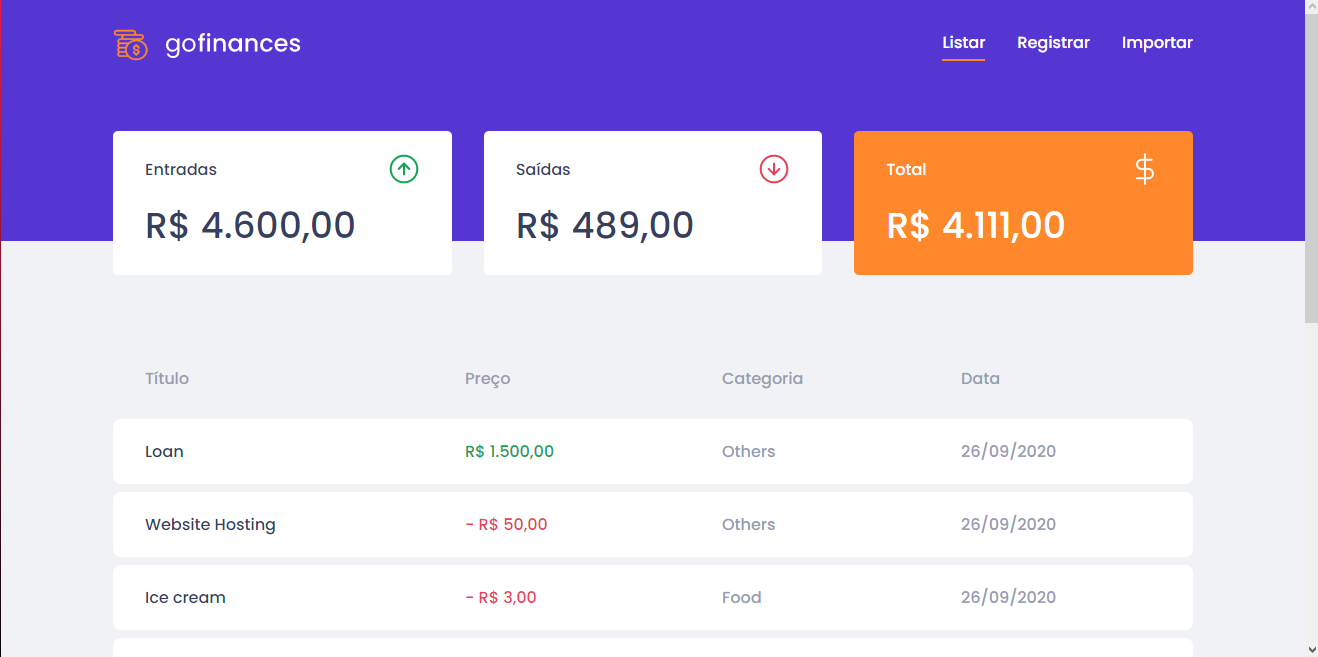 gofinances Listar Registrar Importar
Entradas Saídas Total
R$ 4.600,00 R$ 489,00 R$ 4.111,00
Título Preço Categoria Data
Loan R$ 1.500,00 Others 26/09/2020
Website Hosting - R$ 50,00 Others 26/09/2020
Ice cream - R$ 3,00 Food 26/09/2020